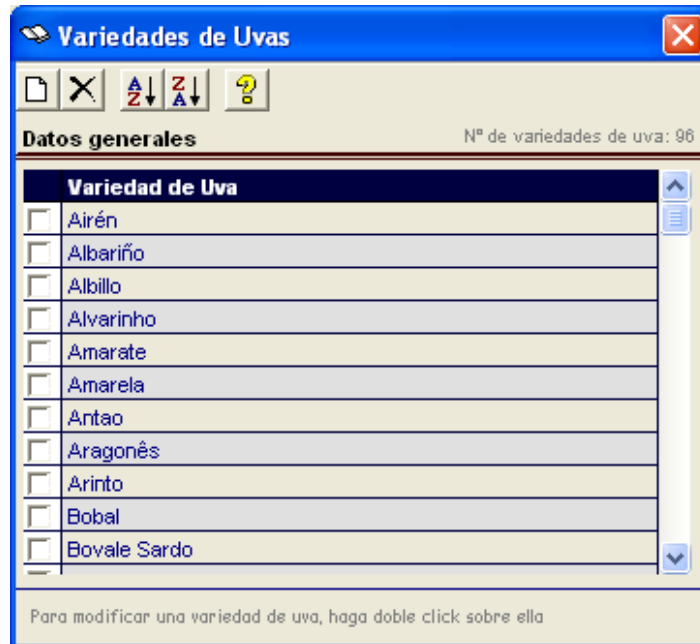 Variedades de Uvas
A Z Z A ?
Datos generales Nº de variedades de uva: 96
Variedad de Uva
Airén
Albariño
Albillo
Alvarinho
Amarate
Amarela
Antao
Aragonês
Arinto
Bobal
Bovale Sardo
Para modificar una variedad de uva, haga doble click sobre ella